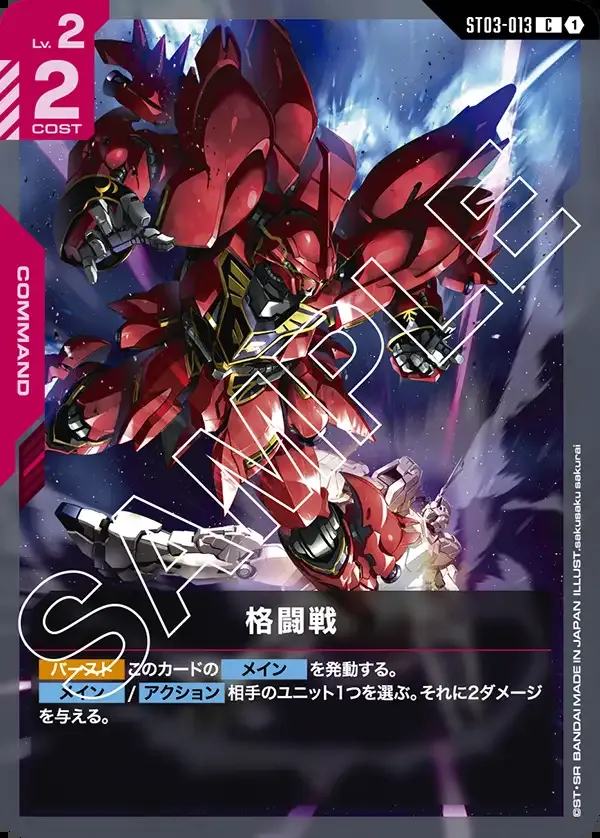 ST03-013 C 1
Lv. 2
2
COST
COMMAND
SAMPLE
格闘戦
バースト このカードの メイン を発動する。
メイン / アクション 相手のユニット1つを選ぶ。それに2ダメージ
を与える。
©ST・SR BANDAI MADE IN JAPAN ILLUST.sakusaku sakurai